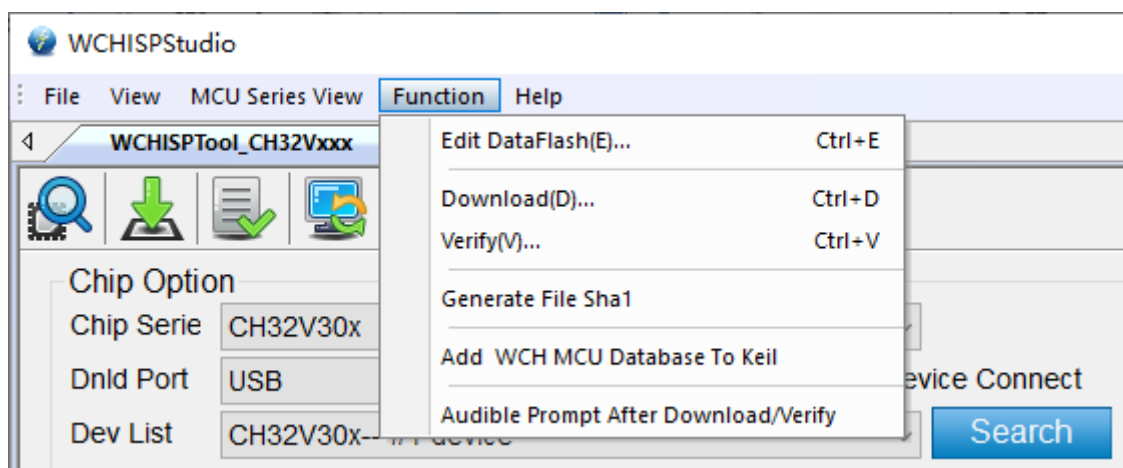 WCHISPStudio
File View MCU Series View Function Help
WCHISPTool_CH32Vxxx
Edit DataFlash(E)... Ctrl+E
Download(D)... Ctrl+D
Verify(V)... Ctrl+V
Generate File Sha1
Add WCH MCU Database To Keil
Audible Prompt After Download/Verify
Chip Option
Chip Serie CH32V30x
Dnld Port USB Connect
Dev List CH32V30x-- device Search